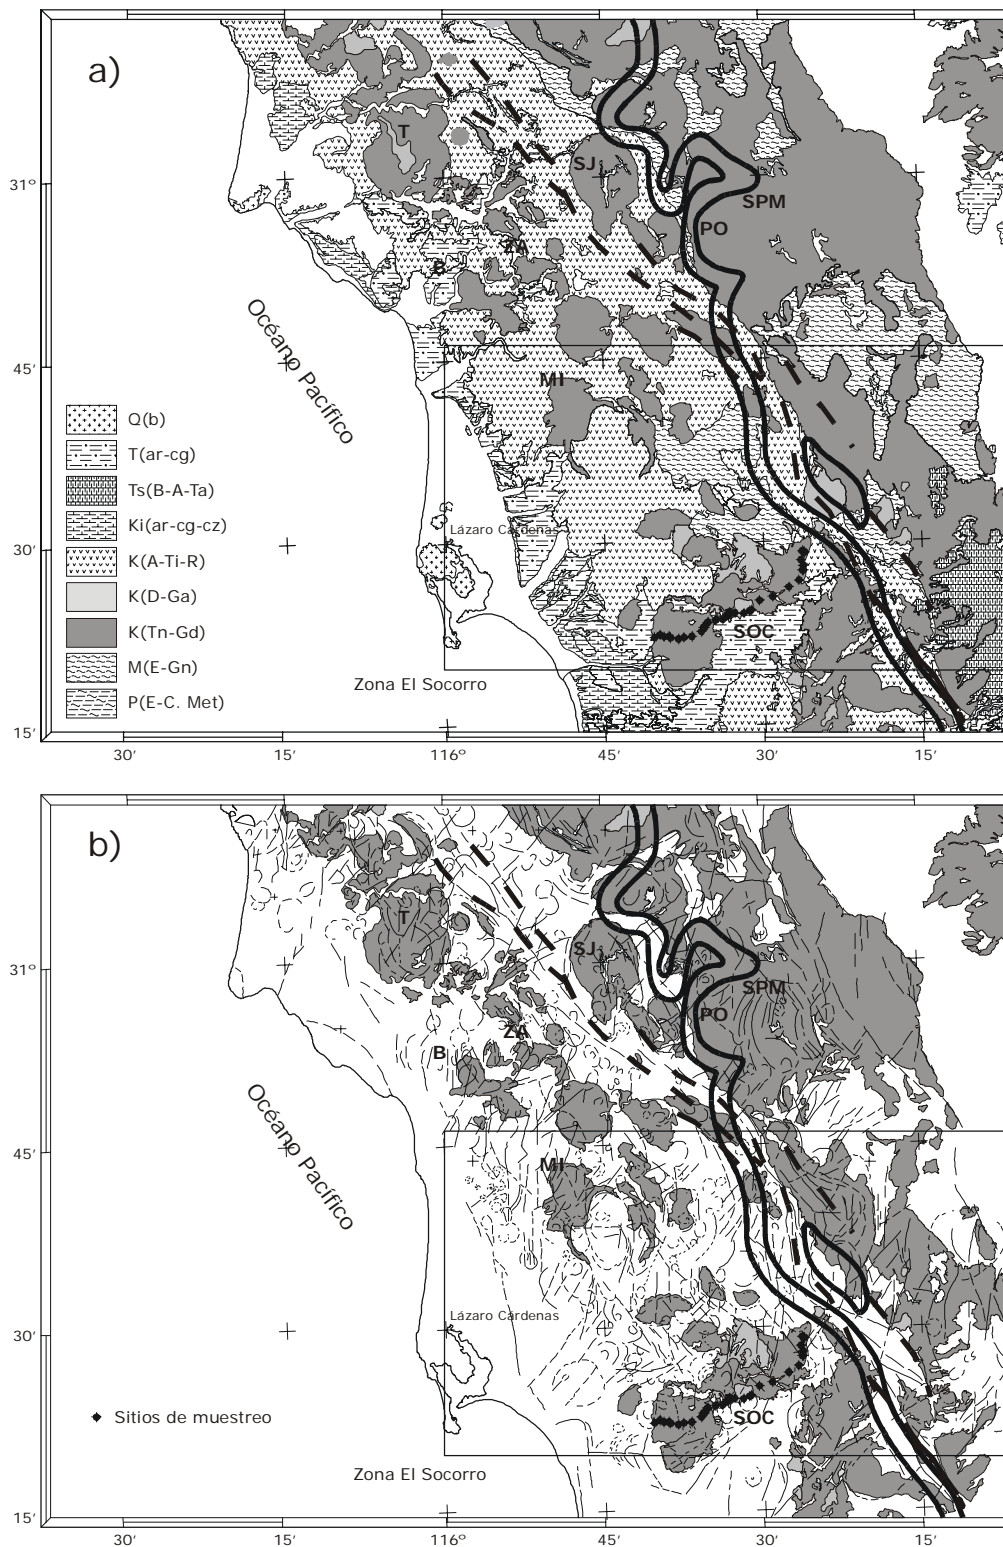 a)
T
SJ
31°
SPM
PO
ZA
B
Océano Pacífico
45′
MI
Q(b)
T(ar-cg)
Ts(B-A-Ta)
Ki(ar-cg-cz)
K(A-Ti-R)
K(D-Ga)
K(Tn-Gd)
M(E-Gn)
P(E-C. Met)
Lázaro Cárdenas
30′
SOC
Zona El Socorro
15′
30′ 15′ 116° 45′ 30′ 15′
b)
T
SJ
31°
SPM
PO
ZA
B
Océano Pacífico
45′
MI
Lázaro Cárdenas
30′
Sitios de muestreo
SOC
Zona El Socorro
15′
30′ 15′ 116° 45′ 30′ 15′